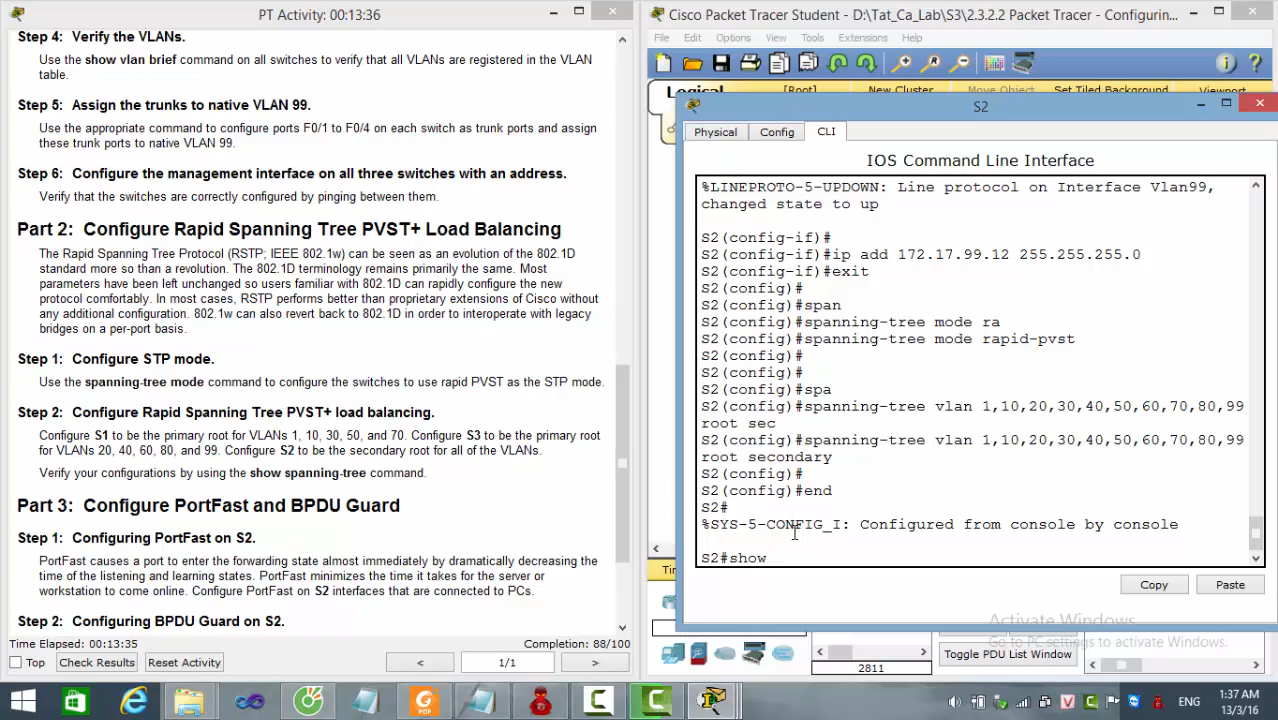 PT Activity: 00:13:36
Step 4: Verify the VLANs.
Use the show vlan brief command on all switches to verify that all VLANs are registered in the VLAN
table.
Step 5: Assign the trunks to native VLAN 99.
Use the appropriate command to configure ports F0/1 to F0/4 on each switch as trunk ports and assign
these trunk ports to native VLAN 99.
Step 6: Configure the management interface on all three switches with an address.
Verify that the switches are correctly configured by pinging between them.
Part 2: Configure Rapid Spanning Tree PVST+ Load Balancing
The Rapid Spanning Tree Protocol (RSTP; IEEE 802.1w) can be seen as an evolution of the 802.1D
standard more so than a revolution. The 802.1D terminology remains primarily the same. Most
parameters have been left unchanged so users familiar with 802.1D can rapidly configure the new
protocol comfortably. In most cases, RSTP performs better than proprietary extensions of Cisco without
any additional configuration. 802.1w can also revert back to 802.1D in order to interoperate with legacy
bridges on a per-port basis.
Step 1: Configure STP mode.
Use the spanning-tree mode command to configure the switches to use rapid PVST as the STP mode.
Step 2: Configure Rapid Spanning Tree PVST+ load balancing.
Configure S1 to be the primary root for VLANs 1, 10, 30, 50, and 70. Configure S3 to be the primary root
for VLANs 20, 40, 60, 80, and 99. Configure S2 to be the secondary root for all of the VLANs.
Verify your configurations by using the show spanning-tree command.
Part 3: Configure PortFast and BPDU Guard
Step 1: Configuring PortFast on S2.
PortFast causes a port to enter the forwarding state almost immediately by dramatically decreasing the
time of the listening and learning states. PortFast minimizes the time it takes for the server or
workstation to come online. Configure PortFast on S2 interfaces that are connected to PCs.
Step 2: Configuring BPDU Guard on S2.
Time Elapsed: 00:13:35
Completion: 88/100
Top
Check Results
Reset Activity
<
1/1
>
Cisco Packet Tracer Student - D:\Tat_Ca_Lab\S3\2.3.2.2 Packet Tracer - Configurin...
File Edit Options View Tools Extensions Help
Logical
[Root]
New Cluster
Move Object
Set Tiled Background
Viewport
S2
Physical
Config
CLI
IOS Command Line Interface
%LINEPROTO-5-UPDOWN: Line protocol on Interface Vlan99,
changed state to up
S2(config-if)#
S2(config-if)#ip add 172.17.99.12 255.255.255.0
S2(config-if)#exit
S2(config)#
S2(config)#span
S2(config)#spanning-tree mode ra
S2(config)#spanning-tree mode rapid-pvst
S2(config)#
S2(config)#
S2(config)#spa
S2(config)#spanning-tree vlan 1,10,20,30,40,50,60,70,80,99
root sec
S2(config)#spanning-tree vlan 1,10,20,30,40,50,60,70,80,99
root secondary
S2(config)#
S2(config)#end
S2#
%SYS-5-CONFIG_I: Configured from console by console
S2#show
Copy
Paste
Activate Windows
Go to PC settings to activate Windows.
2811
Toggle PDU List Window
ENG
1:37 AM
13/3/16